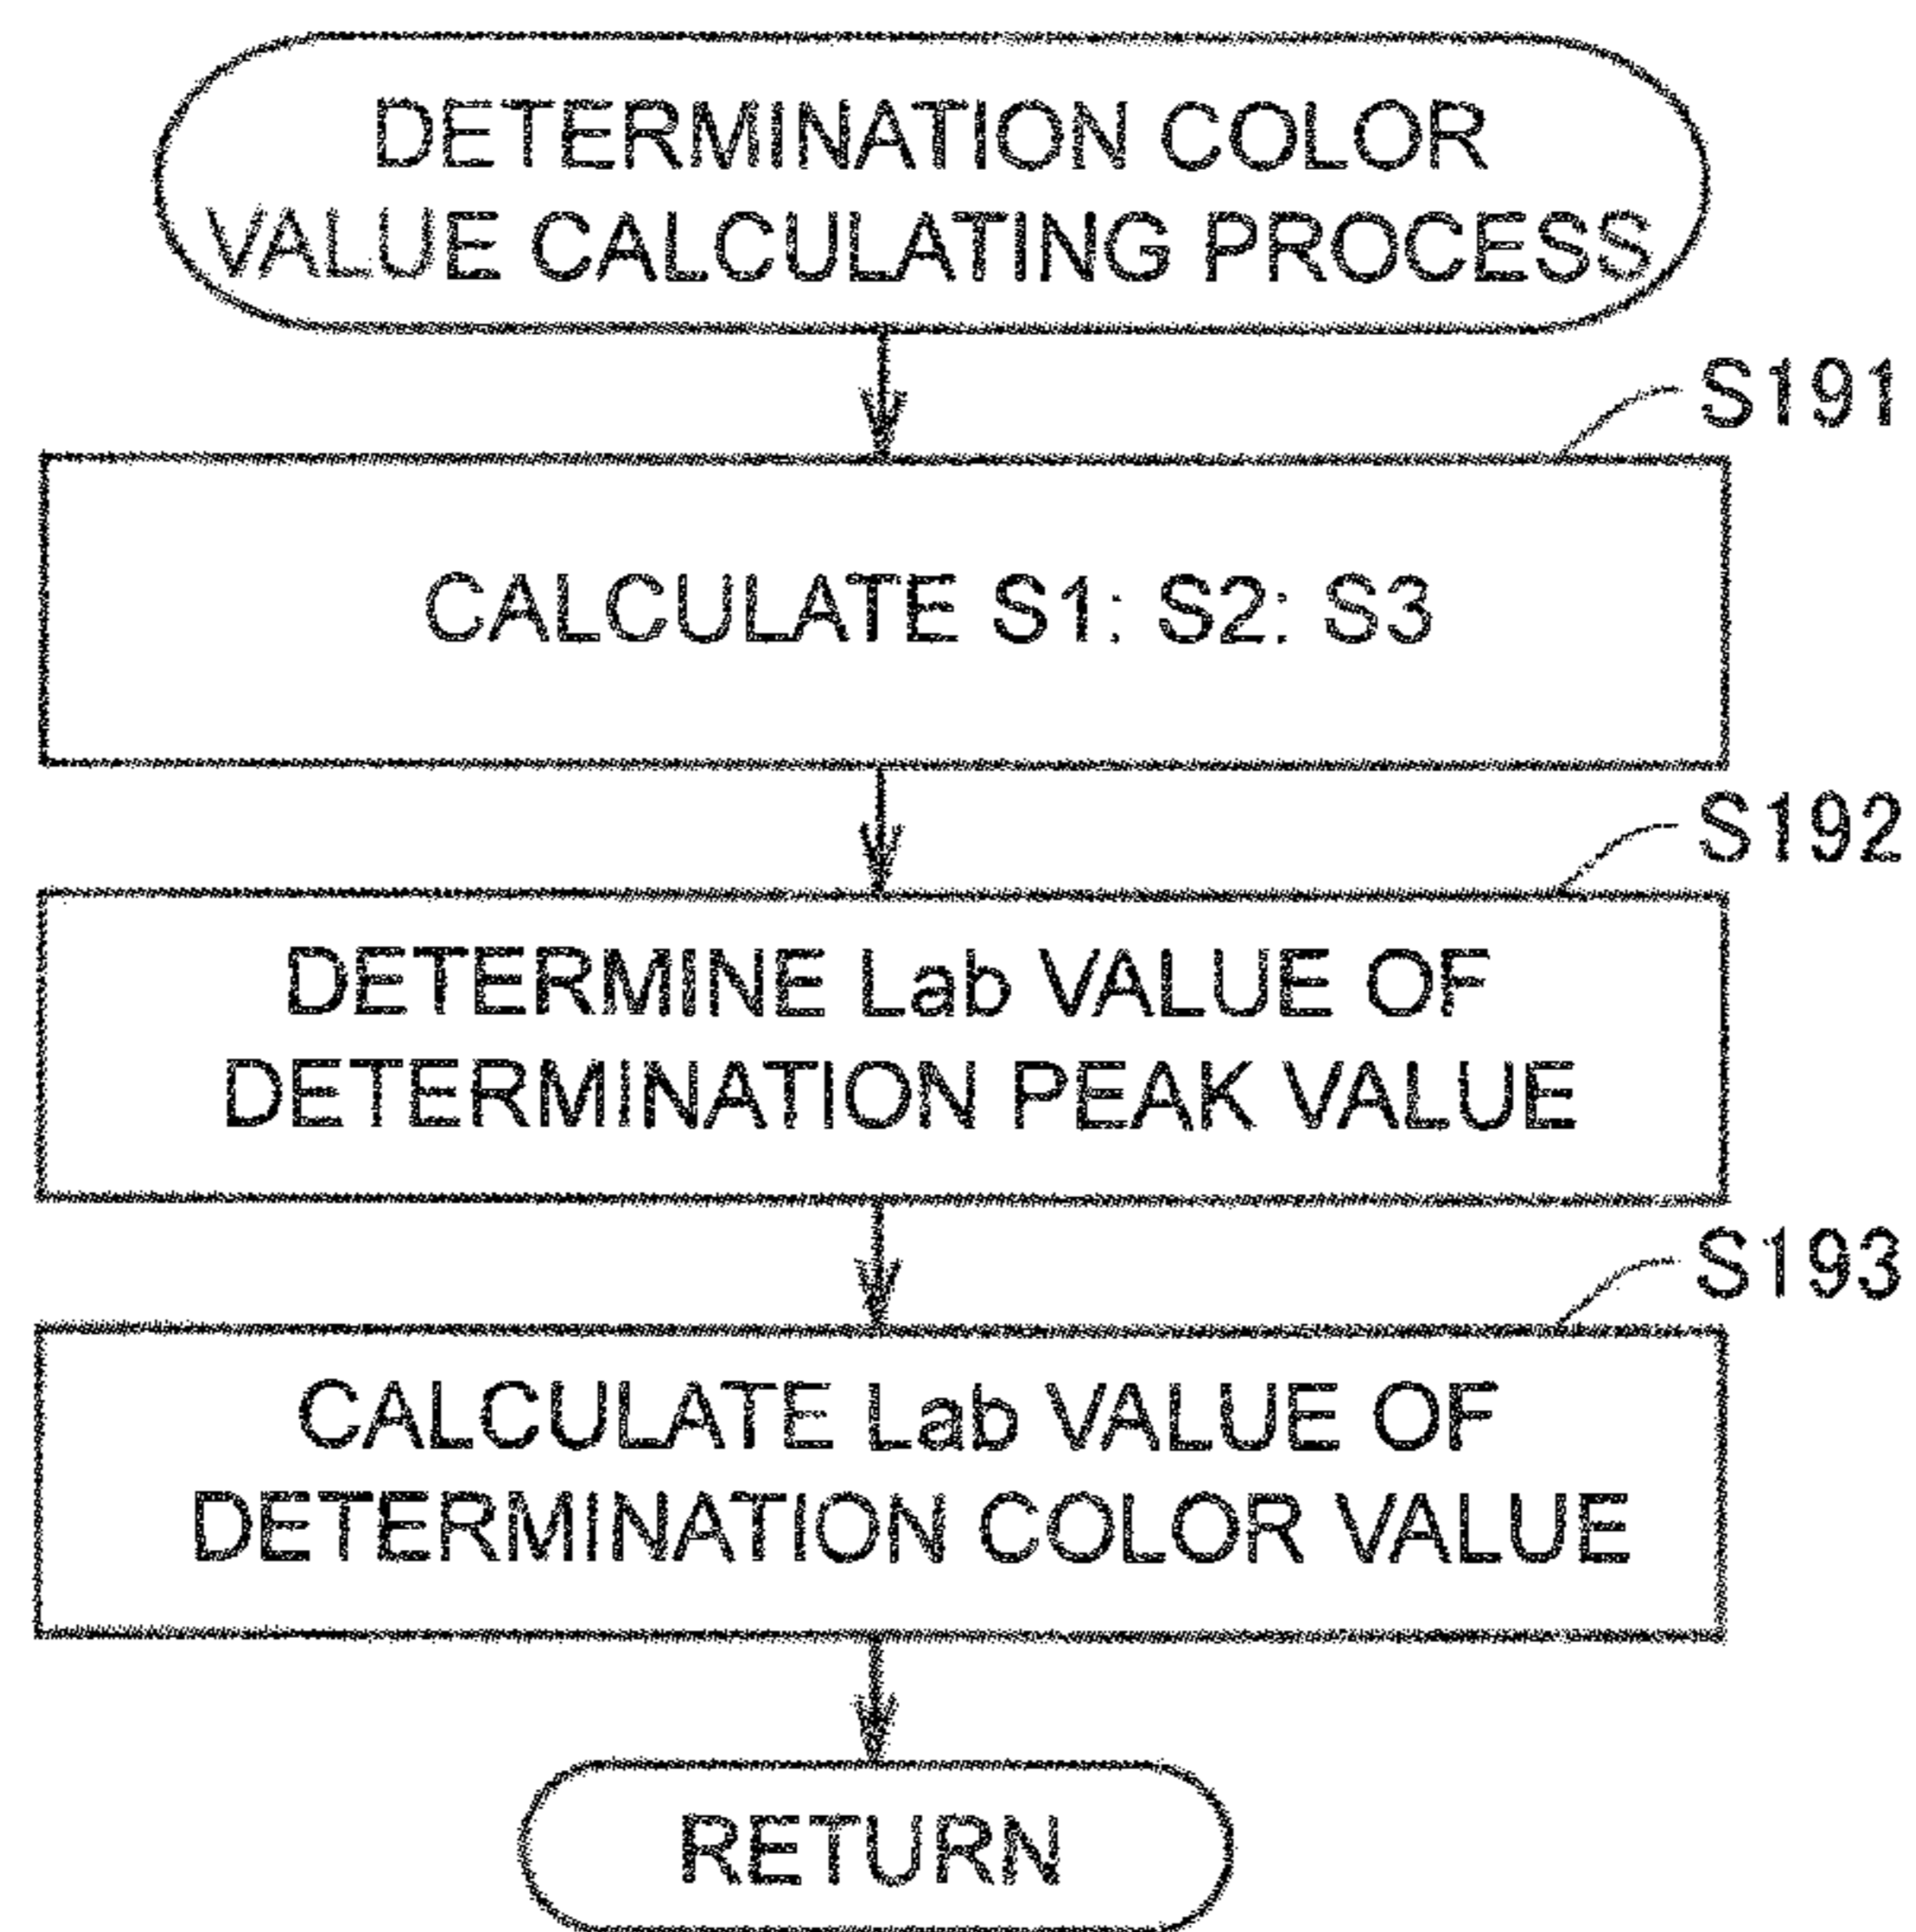 DETERMINATION COLOR
VALUE CALCULATING PROCESS
S191
CALCULATE S1: S2: S3
S192
DETERMINE Lab VALUE OF
DETERMINATION PEAK VALUE
S193
CALCULATE Lab VALUE OF
DETERMINATION COLOR VALUE
RETURN